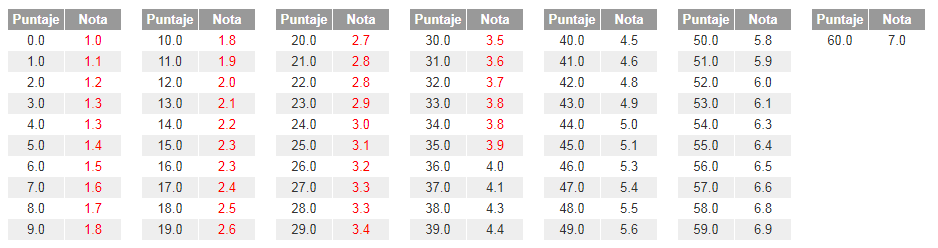 Puntaje Nota Puntaje Nota Puntaje Nota Puntaje Nota Puntaje Nota Puntaje Nota Puntaje Nota
0.0 1.0 10.0 1.8 20.0 2.7 30.0 3.5 40.0 4.5 50.0 5.8 60.0 7.0
1.0 1.1 11.0 1.9 21.0 2.8 31.0 3.6 41.0 4.6 51.0 5.9
2.0 1.2 12.0 2.0 22.0 2.8 32.0 3.7 42.0 4.8 52.0 6.0
3.0 1.3 13.0 2.1 23.0 2.9 33.0 3.8 43.0 4.9 53.0 6.1
4.0 1.3 14.0 2.2 24.0 3.0 34.0 3.8 44.0 5.0 54.0 6.3
5.0 1.4 15.0 2.3 25.0 3.1 35.0 3.9 45.0 5.1 55.0 6.4
6.0 1.5 16.0 2.3 26.0 3.2 36.0 4.0 46.0 5.3 56.0 6.5
7.0 1.6 17.0 2.4 27.0 3.3 37.0 4.1 47.0 5.4 57.0 6.6
8.0 1.7 18.0 2.5 28.0 3.3 38.0 4.3 48.0 5.5 58.0 6.8
9.0 1.8 19.0 2.6 29.0 3.4 39.0 4.4 49.0 5.6 59.0 6.9